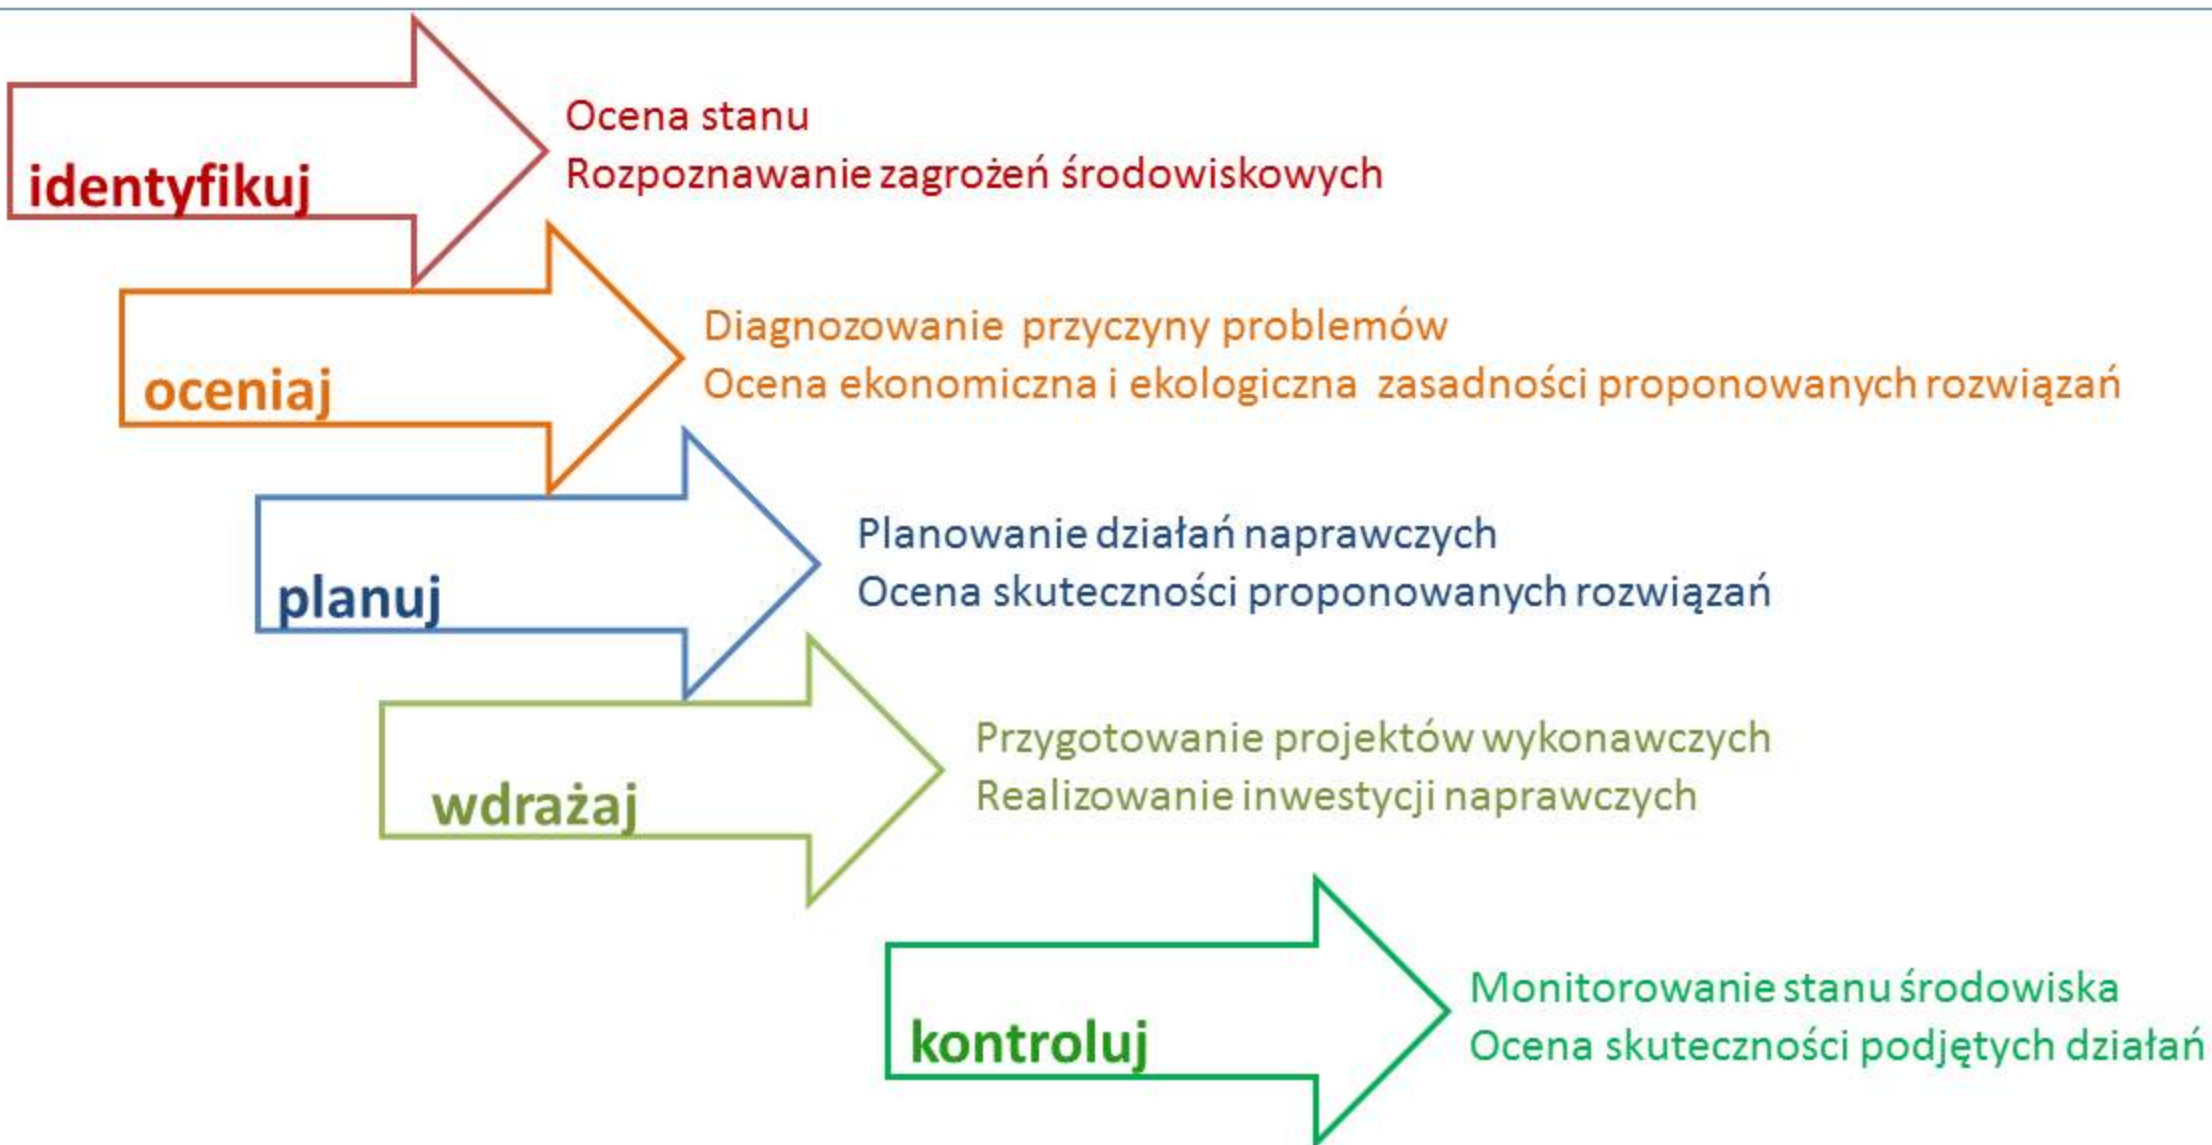 identyfikuj
Ocena stanu
Rozpoznawanie zagrożeń środowiskowych
oceniaj
Diagnozowanie przyczyny problemów
Ocena ekonomiczna i ekologiczna zasadności proponowanych rozwiązań
planuj
Planowanie działań naprawczych
Ocena skuteczności proponowanych rozwiązań
wdrażaj
Przygotowanie projektów wykonawczych
Realizowanie inwestycji naprawczych
kontroluj
Monitorowanie stanu środowiska
Ocena skuteczności podjętych działań